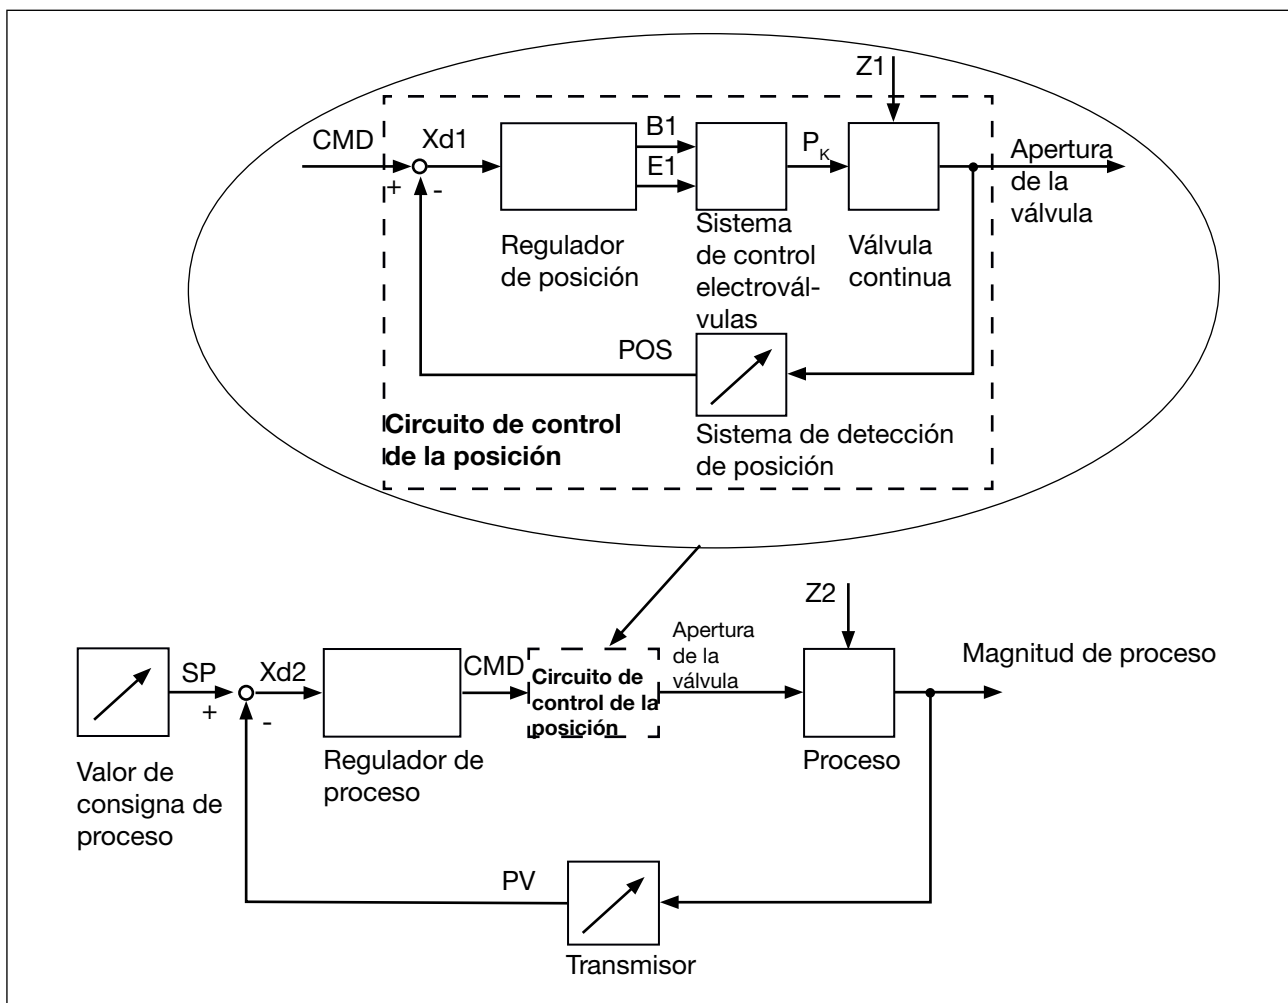 Z1
CMD
Xd1
B1
E1
P_K
Apertura
de la
válvula
+
-
Regulador
de posición
Sistema
de control
electrovál-
vulas
Válvula
continua
POS
Circuito de control
de la posición
Sistema de detección
de posición
Z2
SP
Xd2
CMD
Circuito de
control de la
posición
Apertura
de la
válvula
Magnitud de proceso
+
-
Valor de
consigna de
proceso
Regulador de
proceso
Proceso
PV
Transmisor